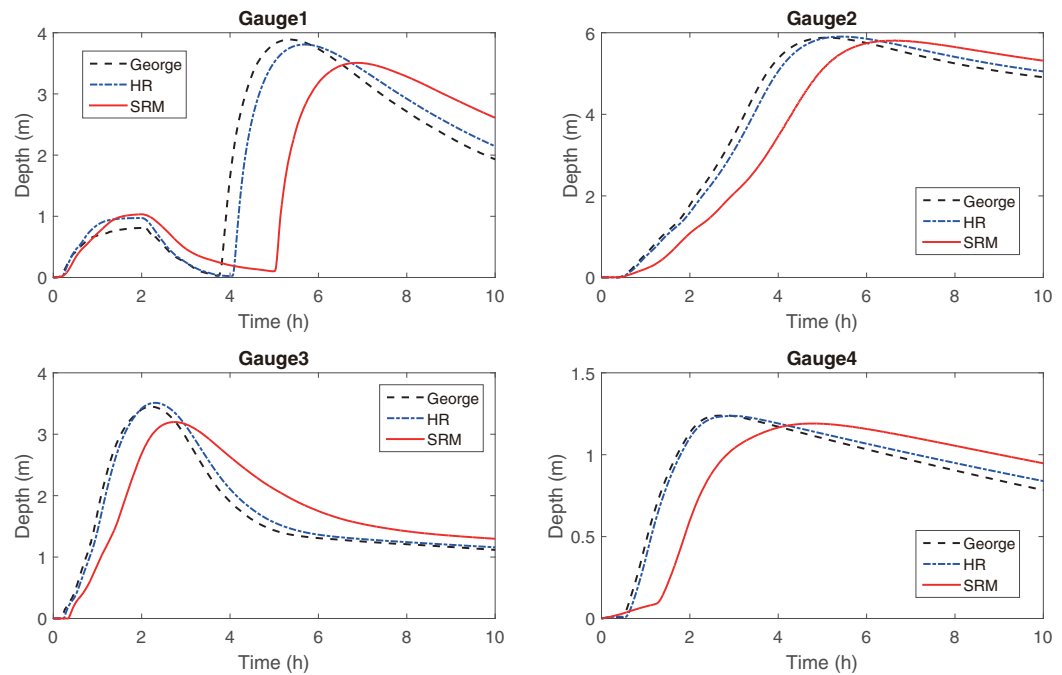 Gauge1
4
3
2
1
0
Depth (m)
George
HR
SRM
0 2 4 6 8 10
Time (h)
Gauge2
6
4
2
0
Depth (m)
George
HR
SRM
0 2 4 6 8 10
Time (h)
Gauge3
4
3
2
1
0
Depth (m)
George
HR
SRM
0 2 4 6 8 10
Time (h)
Gauge4
1.5
1
0.5
0
Depth (m)
George
HR
SRM
0 2 4 6 8 10
Time (h)